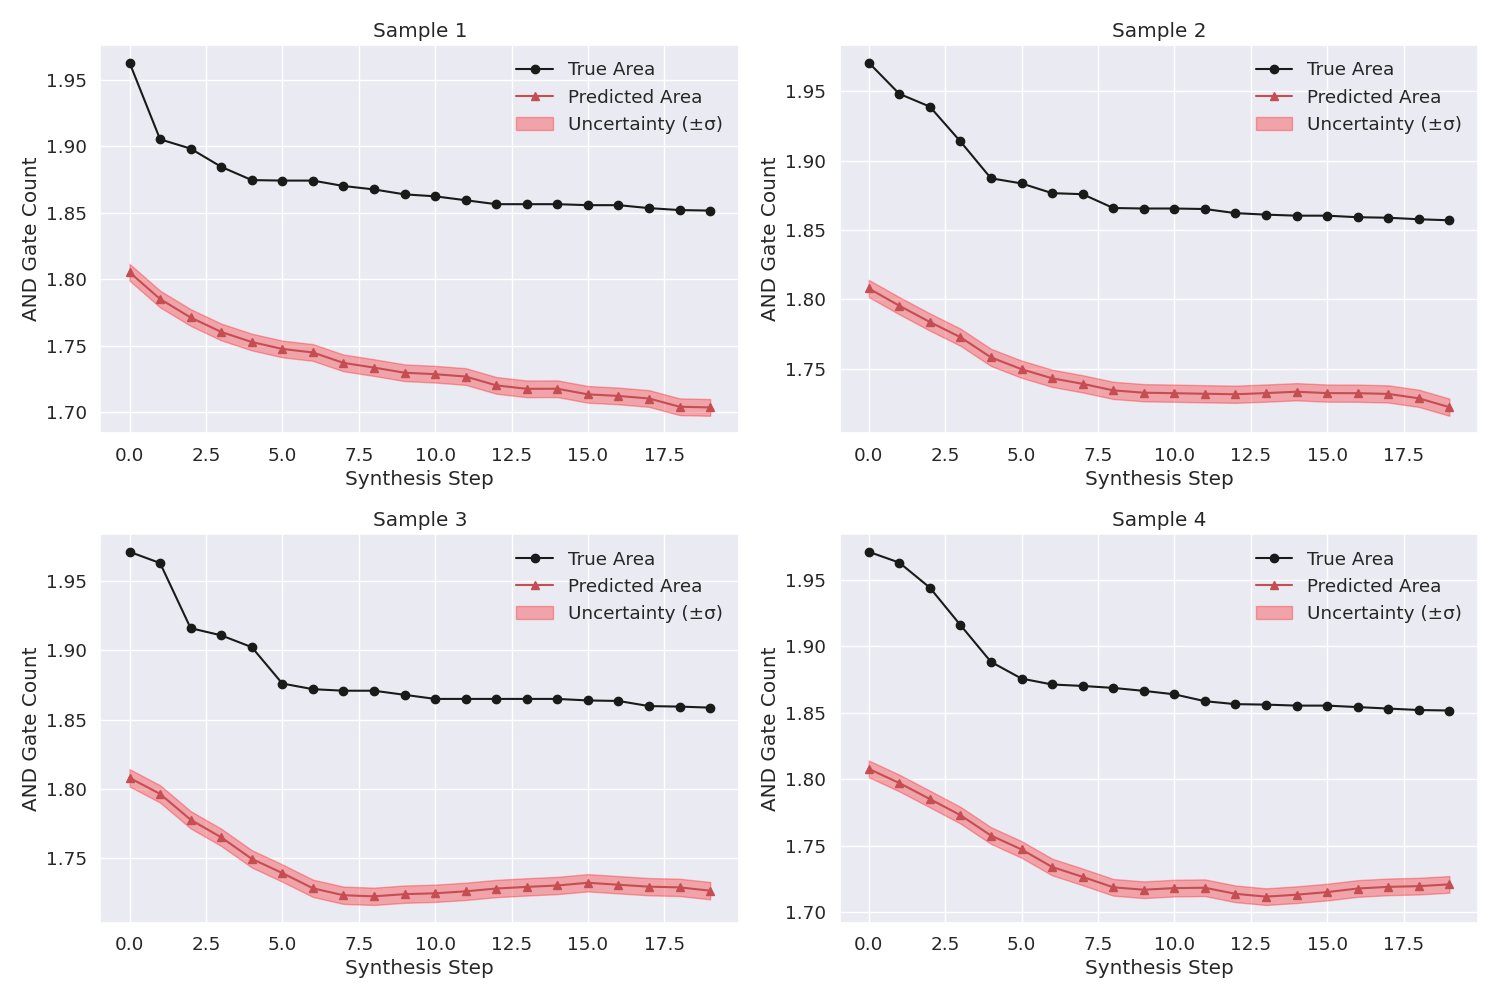 Sample 1
True Area
Predicted Area
Uncertainty (±σ)
AND Gate Count
1.95
1.90
1.85
1.80
1.75
1.70
0.0 2.5 5.0 7.5 10.0 12.5 15.0 17.5
Synthesis Step
Sample 2
True Area
Predicted Area
Uncertainty (±σ)
AND Gate Count
1.95
1.90
1.85
1.80
1.75
0.0 2.5 5.0 7.5 10.0 12.5 15.0 17.5
Synthesis Step
Sample 3
True Area
Predicted Area
Uncertainty (±σ)
AND Gate Count
1.95
1.90
1.85
1.80
1.75
0.0 2.5 5.0 7.5 10.0 12.5 15.0 17.5
Synthesis Step
Sample 4
True Area
Predicted Area
Uncertainty (±σ)
AND Gate Count
1.95
1.90
1.85
1.80
1.75
1.70
0.0 2.5 5.0 7.5 10.0 12.5 15.0 17.5
Synthesis Step